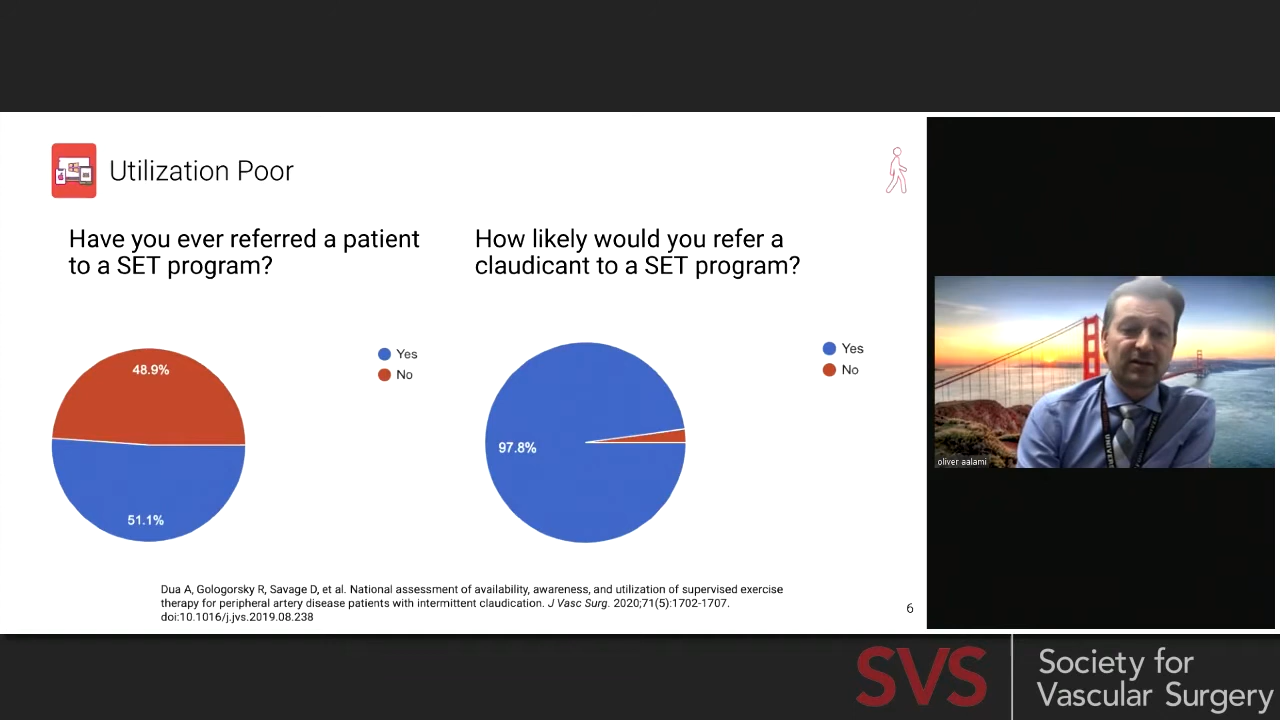 Utilization Poor
Have you ever referred a patient
to a SET program?
How likely would you refer a
claudicant to a SET program?
48.9%
51.1%
Yes
No
97.8%
Yes
No
Dua A, Gologorsky R, Savage D, et al. National assessment of availability, awareness, and utilization of supervised exercise
therapy for peripheral artery disease patients with intermittent claudication. J Vasc Surg. 2020;71(5):1702-1707.
doi:10.1016/j.jvs.2019.08.238
6
oliver aalami
SVS
Society for
Vascular Surgery